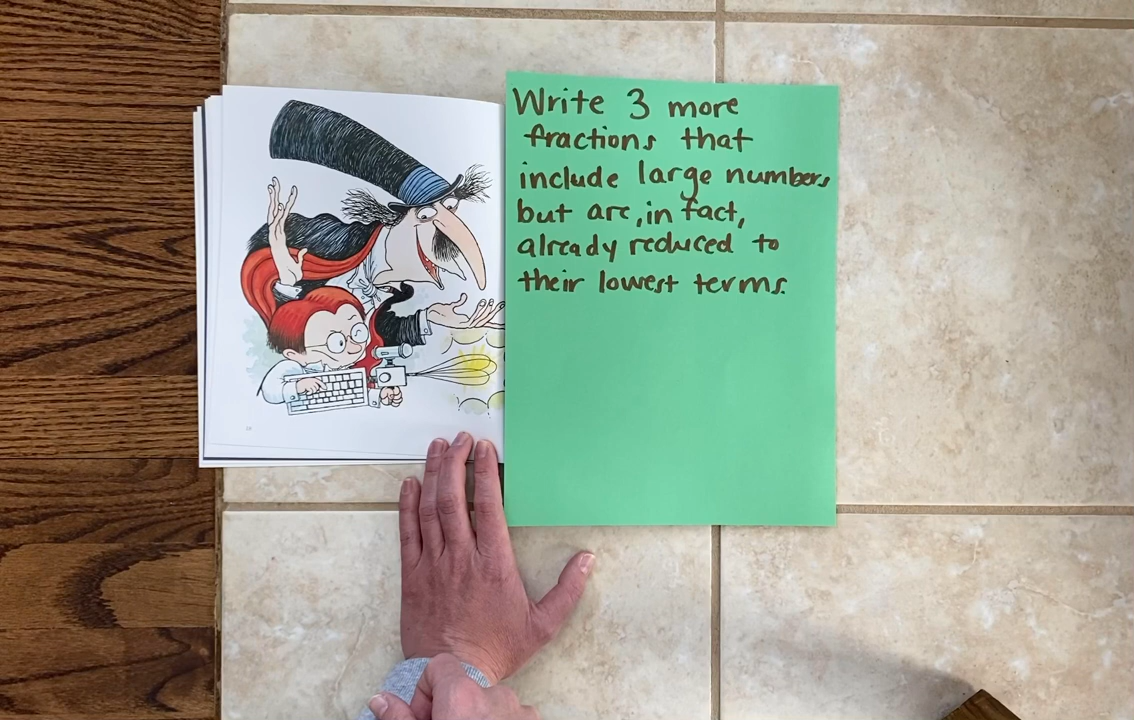 Write 3 more
fractions that
include large numbers,
but are, in fact,
already reduced to
their lowest terms.